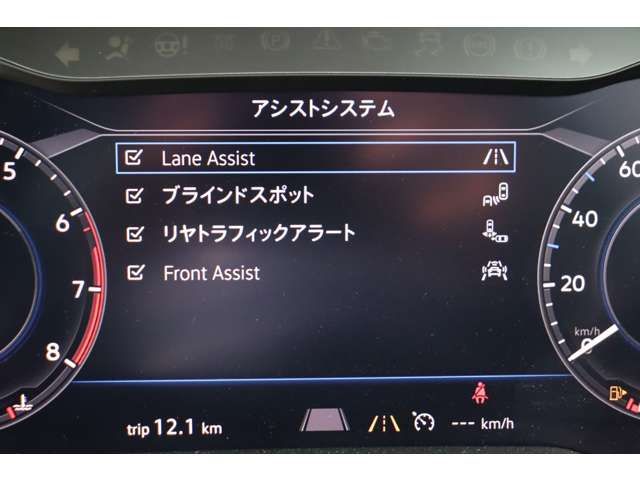 アシストシステム
Lane Assist
ブラインドスポット
リヤトラフィックアラート
Front Assist
5
6
7
8
60
40
20
km/h
0
trip 12.1 km
--- km/h